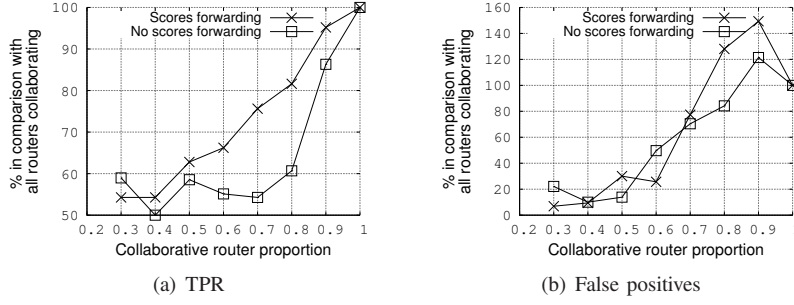 Scores forwarding
No scores forwarding
% in comparison with
all routers collaborating
100
90
80
70
60
50
0.2 0.3 0.4 0.5 0.6 0.7 0.8 0.9 1
Collaborative router proportion
(a) TPR
Scores forwarding
No scores forwarding
% in comparison with
all routers collaborating
160
140
120
100
80
60
40
20
0
0.2 0.3 0.4 0.5 0.6 0.7 0.8 0.9
Collaborative router proportion
(b) False positives